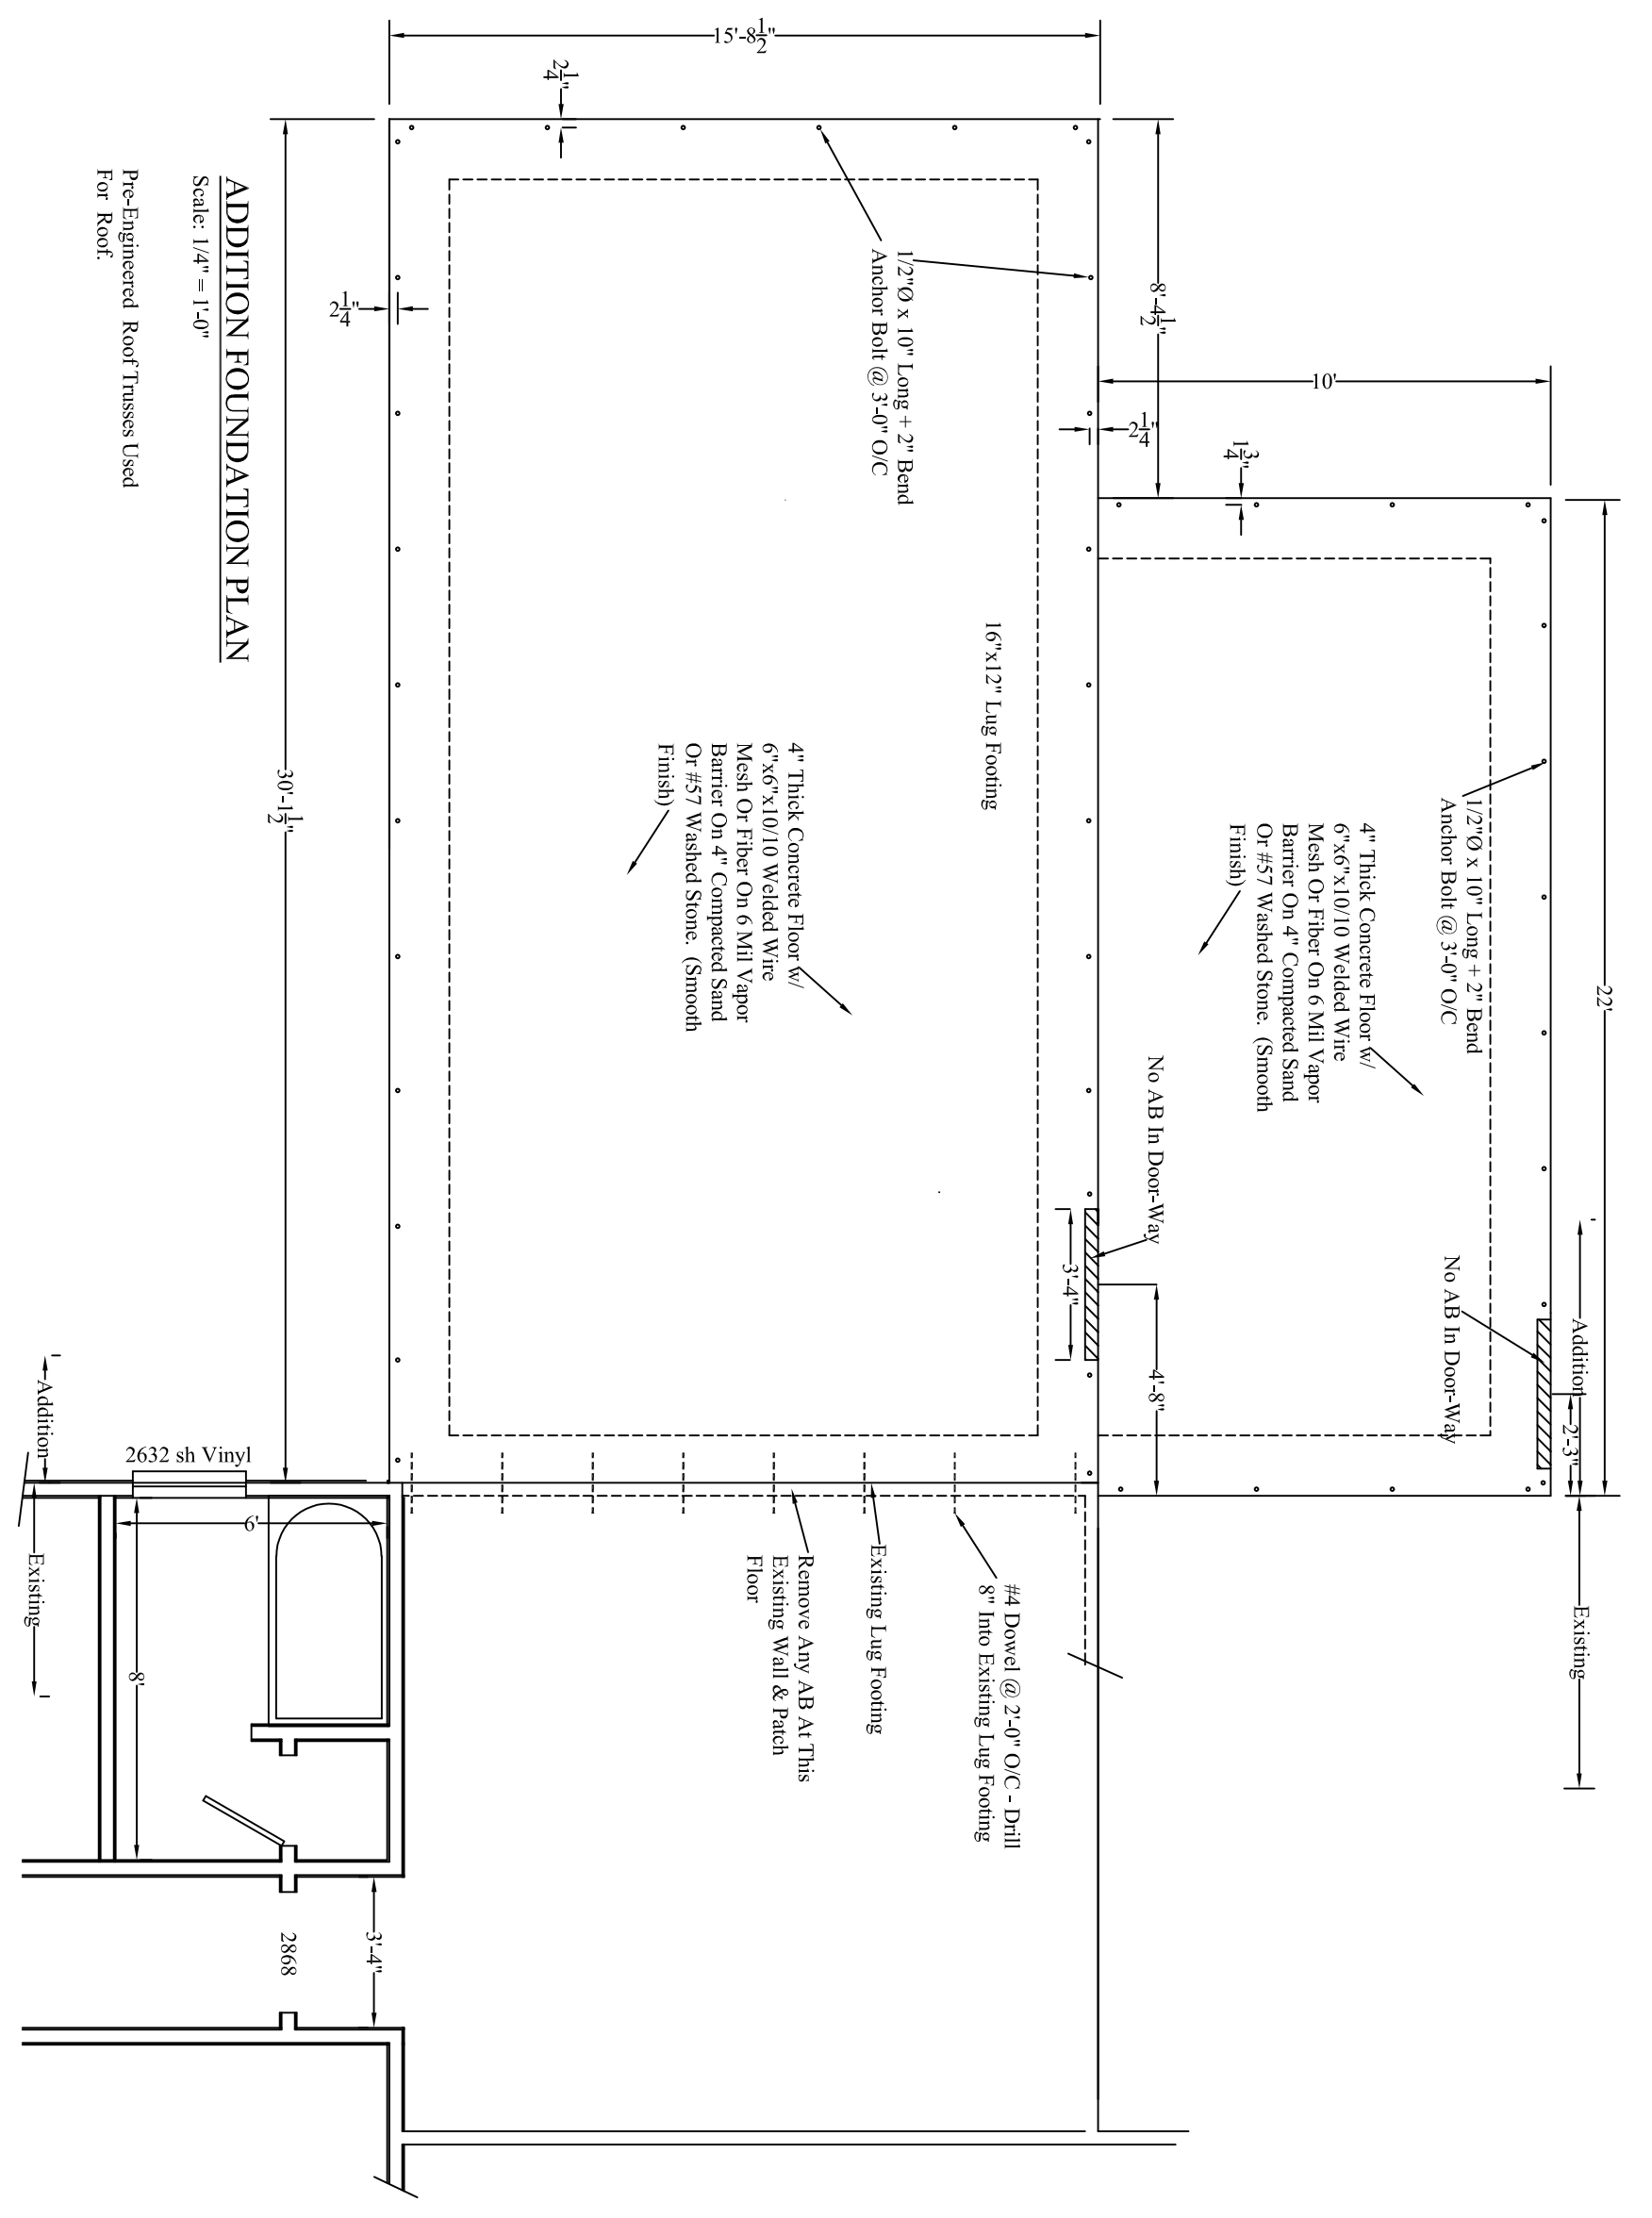 15'-8 1/2"
2 1/4"
8'-4 1/2"
10'
1/2"Ø x 10" Long + 2" Bend
Anchor Bolt @ 3'-0" O/C
2 1/4"
2 1/4"
1 3/4"
22'
30'-1 1/2"
16"x12" Lug Footing
4" Thick Concrete Floor w/
6"x6"x10/10 Welded Wire
Mesh Or Fiber On 6 Mil Vapor
Barrier On 4" Compacted Sand
Or #57 Washed Stone. (Smooth
Finish)
1/2"Ø x 10" Long + 2" Bend
Anchor Bolt @ 3'-0" O/C
4" Thick Concrete Floor w/
6"x6"x10/10 Welded Wire
Mesh Or Fiber On 6 Mil Vapor
Barrier On 4" Compacted Sand
Or #57 Washed Stone. (Smooth
Finish)
No AB In Door-Way
No AB In Door-Way
3'-4"
4'-8"
2'-3"
Addition
Existing
Addition
Existing
2632 sh Vinyl
6'
8'
#4 Dowel @ 2'-0" O/C - Drill
8" Into Existing Lug Footing
Existing Lug Footing
Remove Any AB At This
Existing Wall & Patch
Floor
2868
3'-4"
ADDITION FOUNDATION PLAN
Scale: 1/4" = 1'-0"
Pre-Engineered Roof Trusses Used
For Roof.